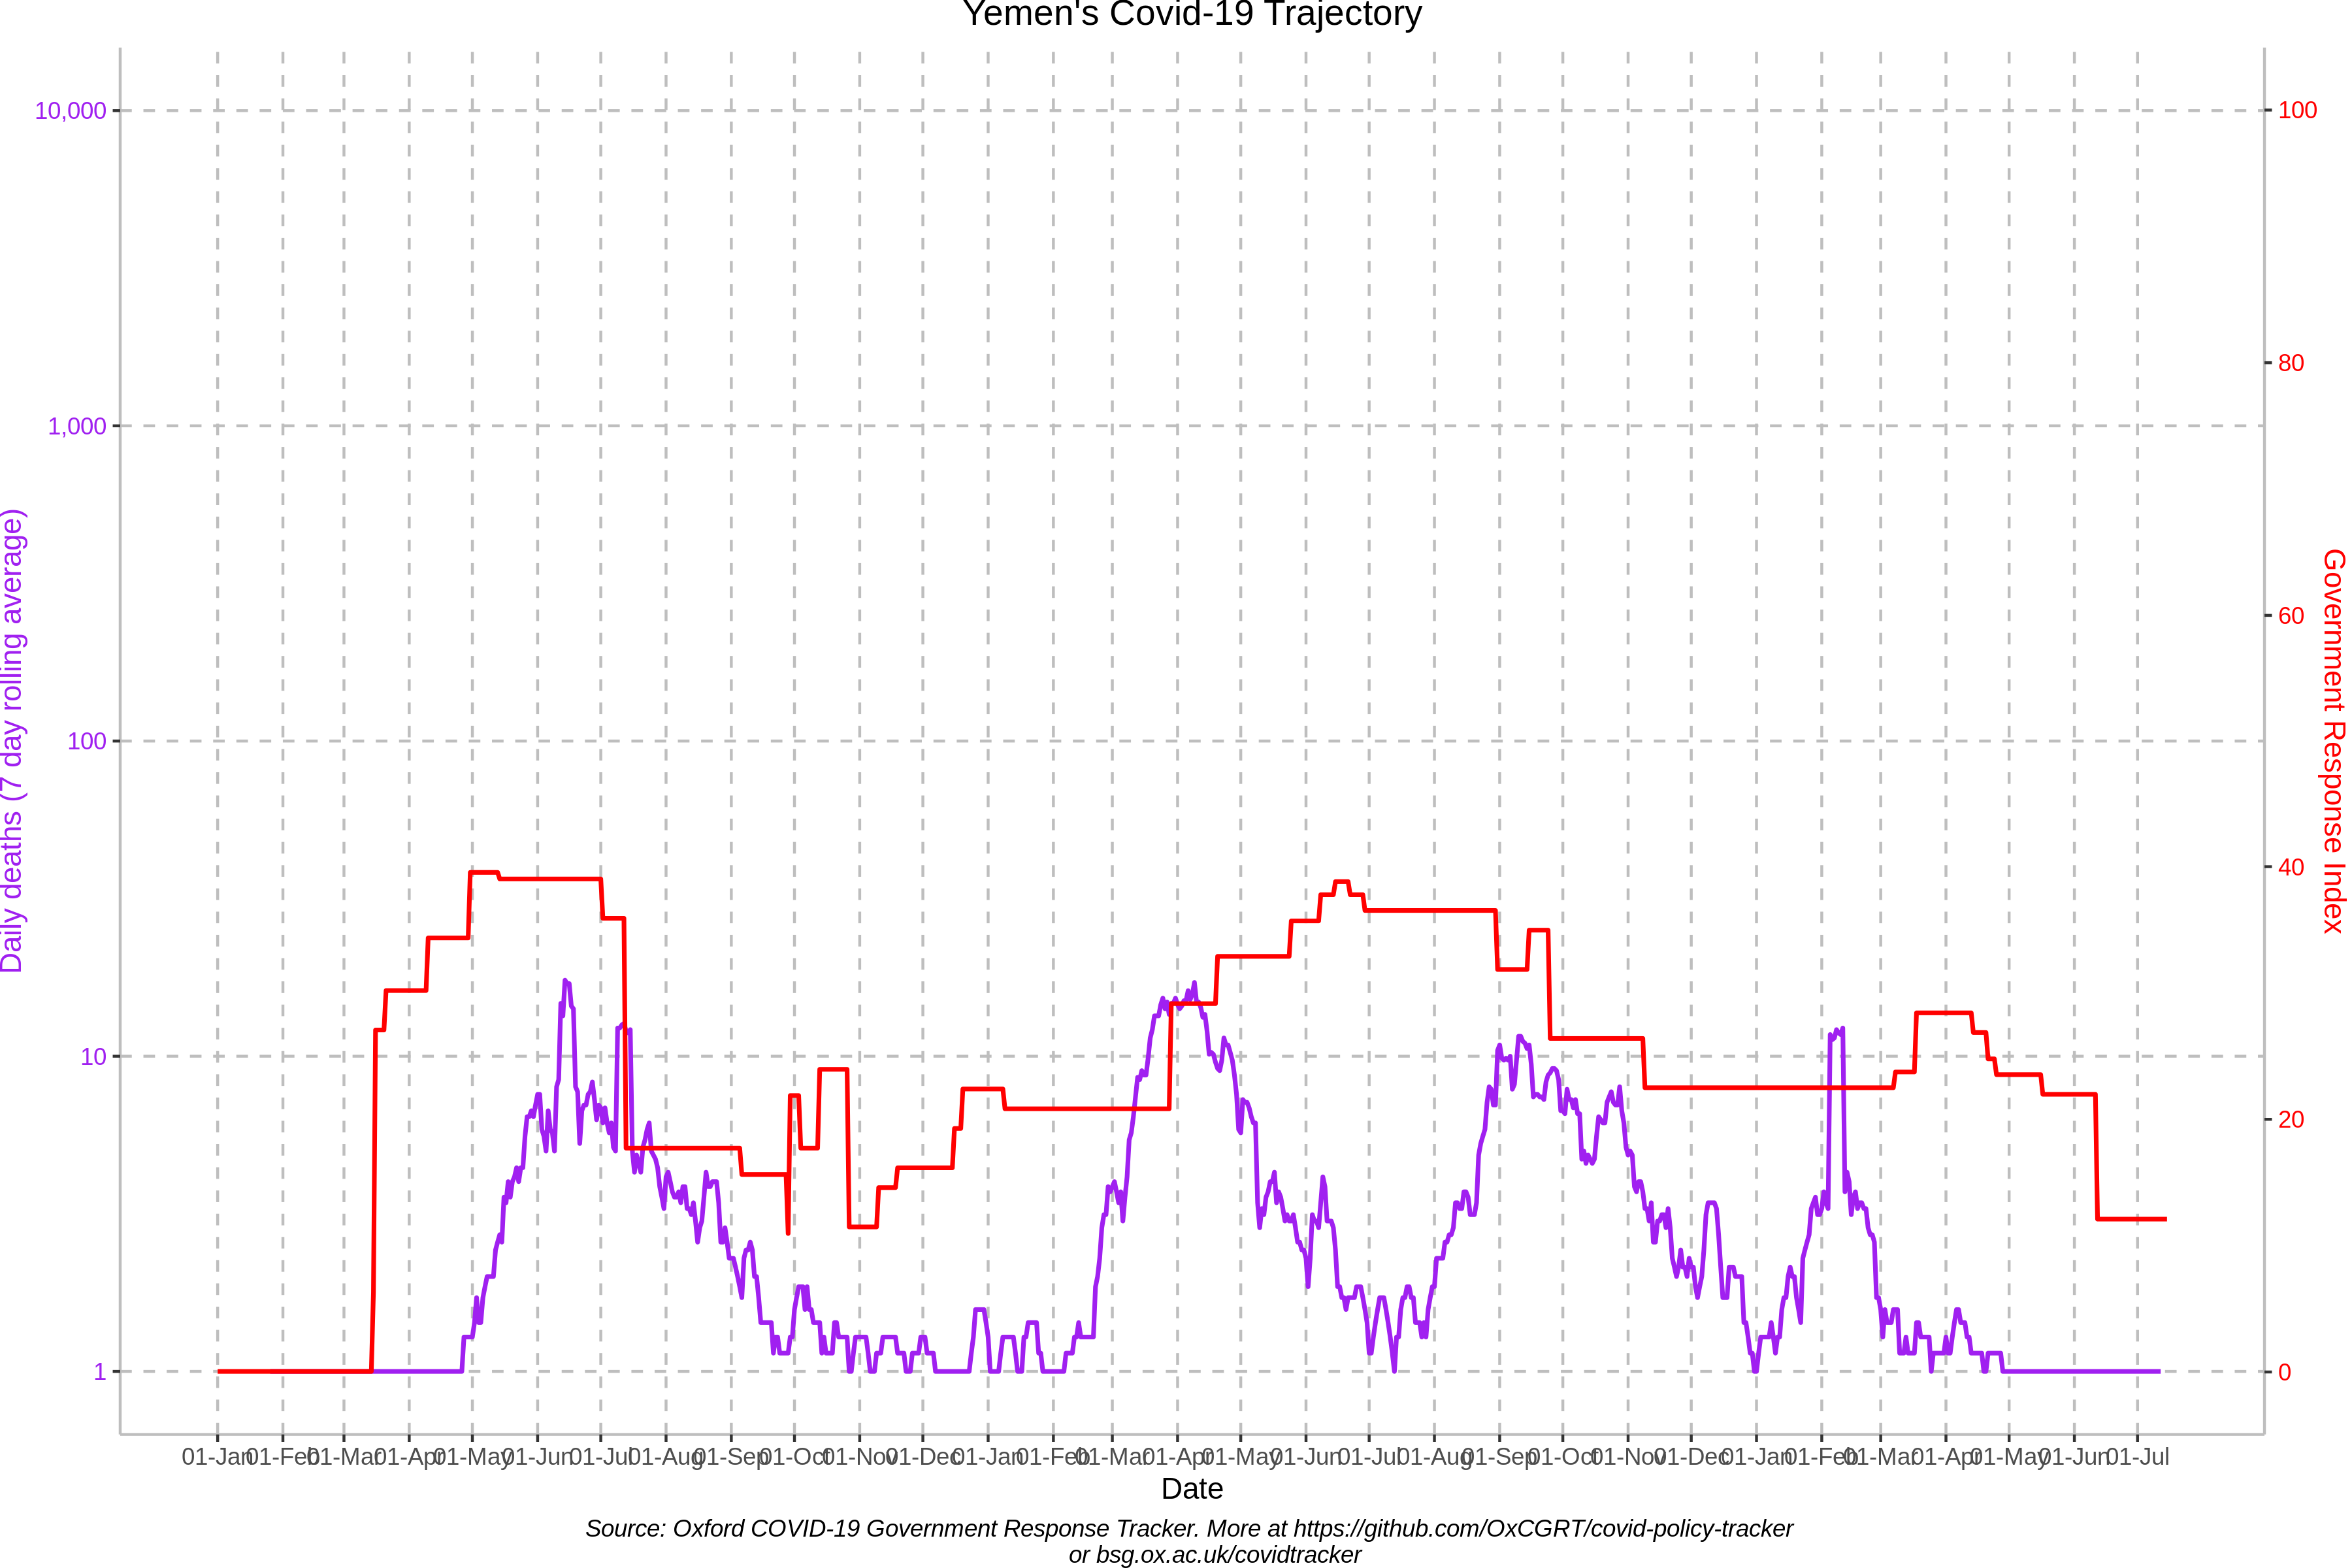 Yemen's Covid-19 Trajectory
10,000
1,000
100
10
1
Daily deaths (7 day rolling average)
100
80
60
40
20
0
Government Response Index
01-Jan 01-Feb 01-Mar 01-Apr 01-May 01-Jun 01-Jul 01-Aug 01-Sep 01-Oct 01-Nov 01-Dec 01-Jan 01-Feb 01-Mar 01-Apr 01-May 01-Jun 01-Jul 01-Aug 01-Sep 01-Oct 01-Nov 01-Dec 01-Jan 01-Feb 01-Mar 01-Apr 01-May 01-Jun 01-Jul
Date
Source: Oxford COVID-19 Government Response Tracker. More at https://github.com/OxCGRT/covid-policy-tracker
or bsg.ox.ac.uk/covidtracker